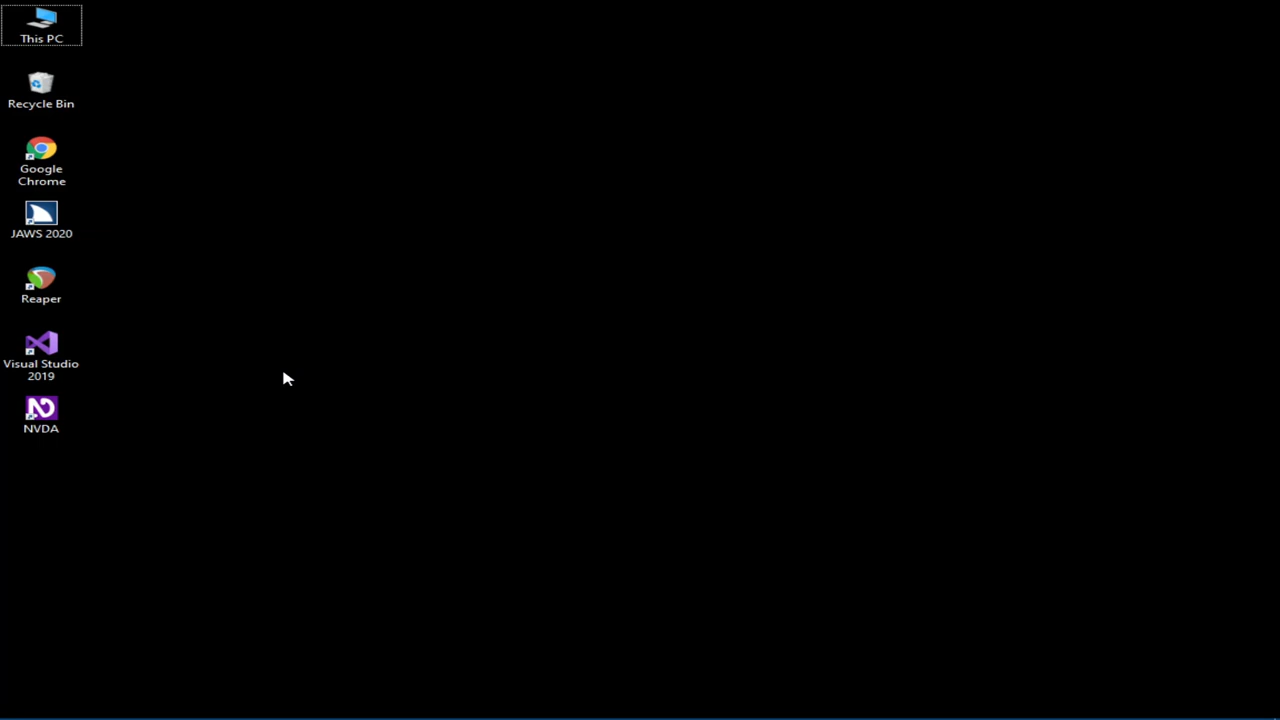 This PC
Recycle Bin
Google
Chrome
JAWS 2020
Reaper
Visual Studio
2019
NVDA